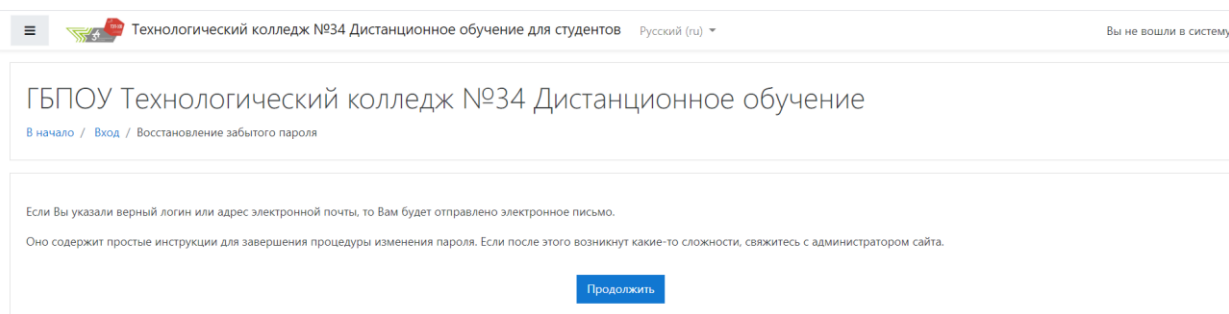 Технологический колледж №34 Дистанционное обучение для студентов Русский (ru) Вы не вошли в систему
ГБПОУ Технологический колледж №34 Дистанционное обучение
В начало / Вход / Восстановление забытого пароля
Если Вы указали верный логин или адрес электронной почты, то Вам будет отправлено электронное письмо.
Оно содержит простые инструкции для завершения процедуры изменения пароля. Если после этого возникнут какие-то сложности, свяжитесь с администратором сайта.
Продолжить